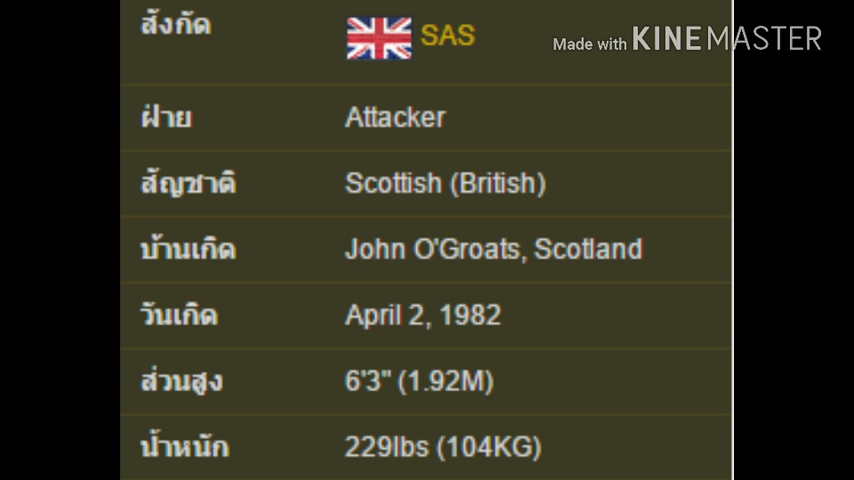 สังกัด SAS
Made with KINEMASTER
ฝ่าย Attacker
สัญชาติ Scottish (British)
บ้านเกิด John O'Groats, Scotland
วันเกิด April 2, 1982
ส่วนสูง 6'3" (1.92M)
น้ำหนัก 229lbs (104KG)